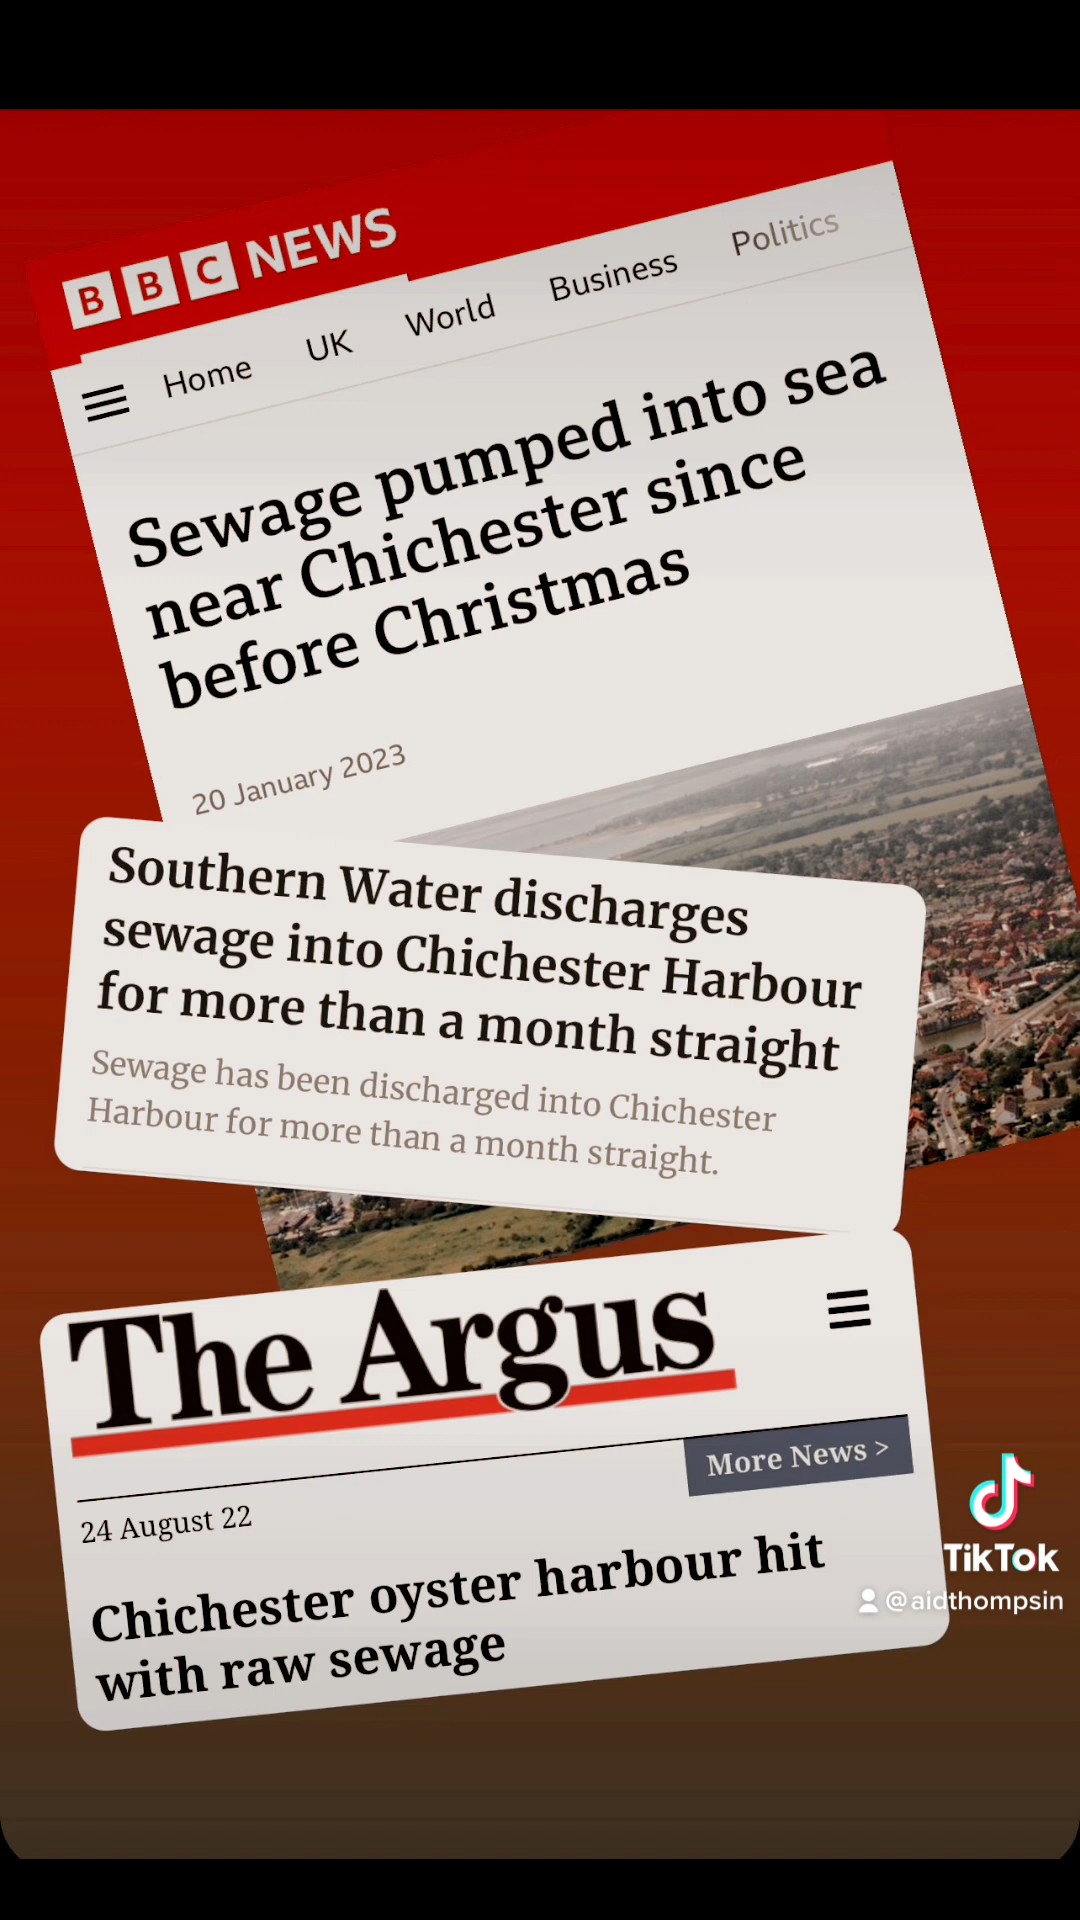 BBC NEWS
Home UK World Business Politics
Sewage pumped into sea
near Chichester since
before Christmas
20 January 2023
Southern Water discharges
sewage into Chichester Harbour
for more than a month straight
Sewage has been discharged into Chichester
Harbour for more than a month straight.
The Argus
More News >
24 August 22
Chichester oyster harbour hit
with raw sewage
TikTok
@aidthompsin